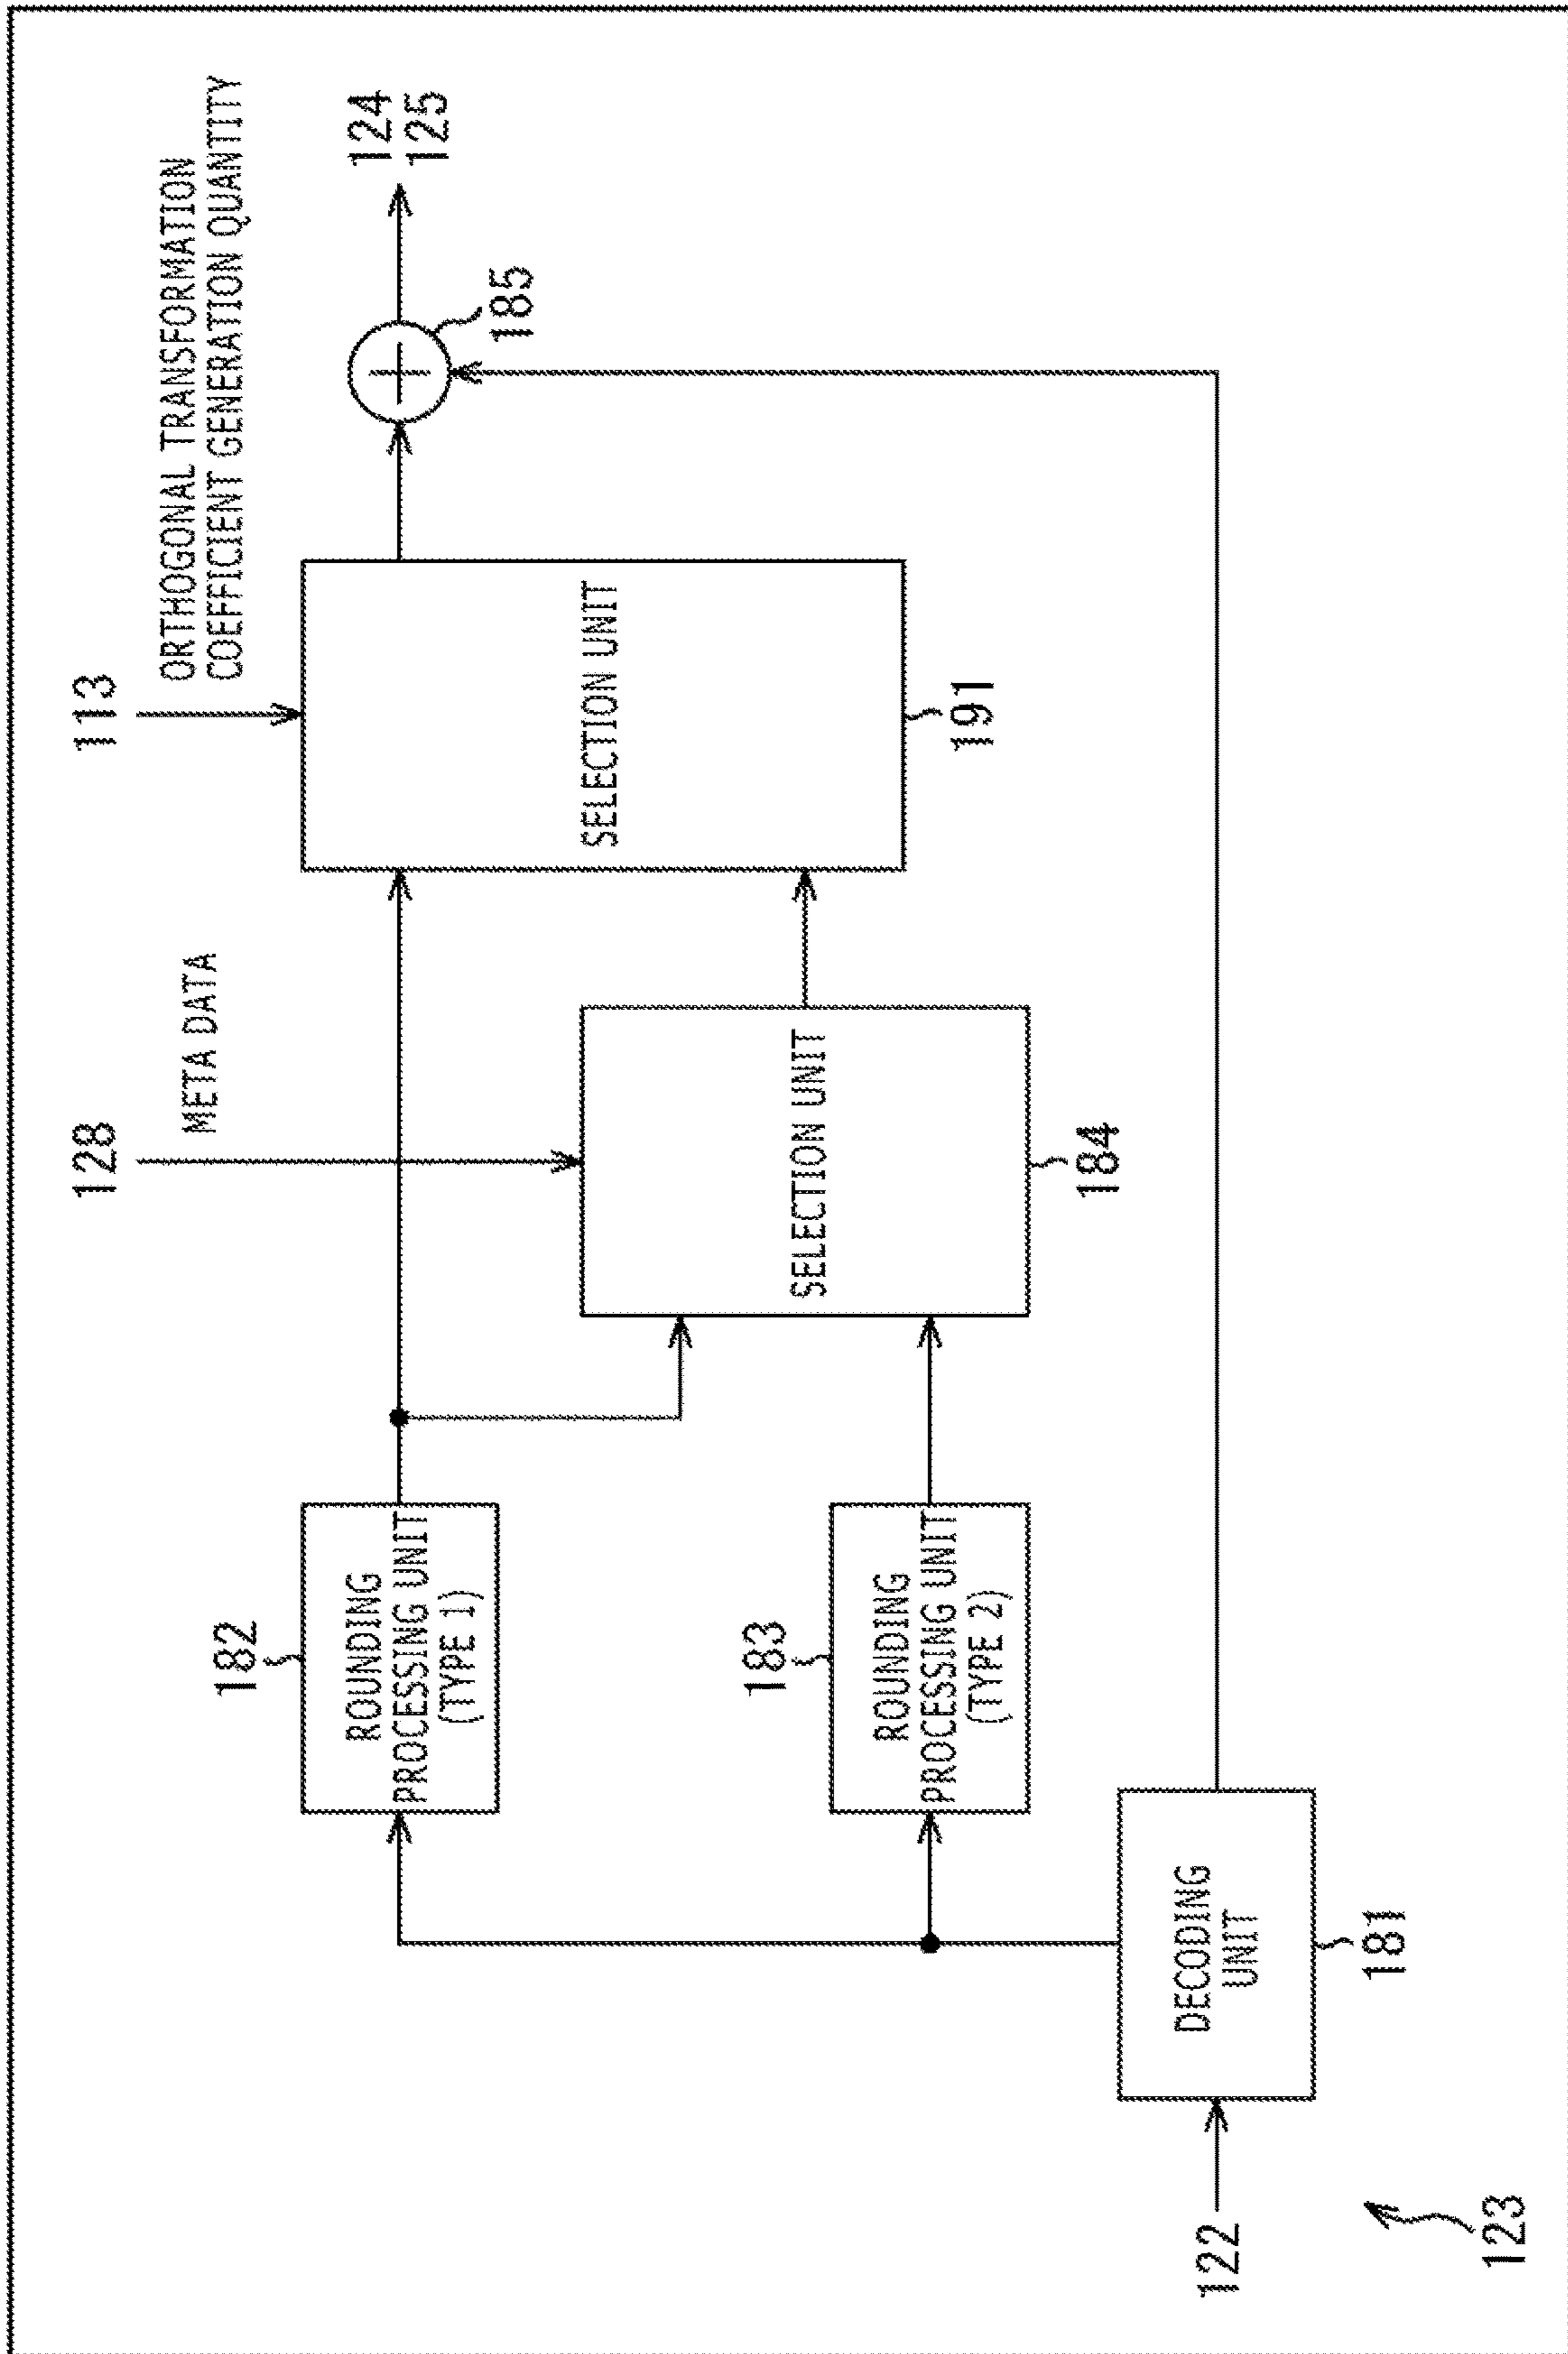 113
ORTHOGONAL TRANSFORMATION
COEFFICIENT GENERATION QUANTITY
128
META DATA
182
ROUNDING
PROCESSING UNIT
(TYPE 1)
SELECTION UNIT
191
185
124
125
183
ROUNDING
PROCESSING UNIT
(TYPE 2)
SELECTION UNIT
184
122
DECODING
UNIT
181
123